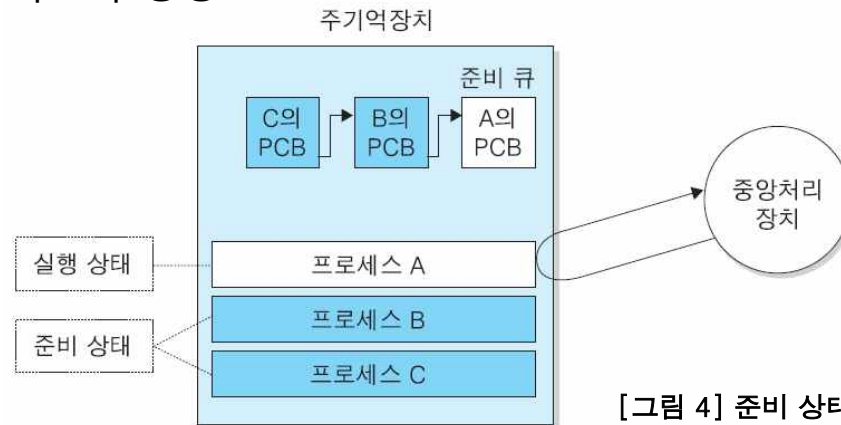 주기억장치
준비 큐
C의
PCB
B의
PCB
A의
PCB
중앙처리
장치
실행 상태
프로세스 A
준비 상태
프로세스 B
프로세스 C
[그림 4] 준비 상태